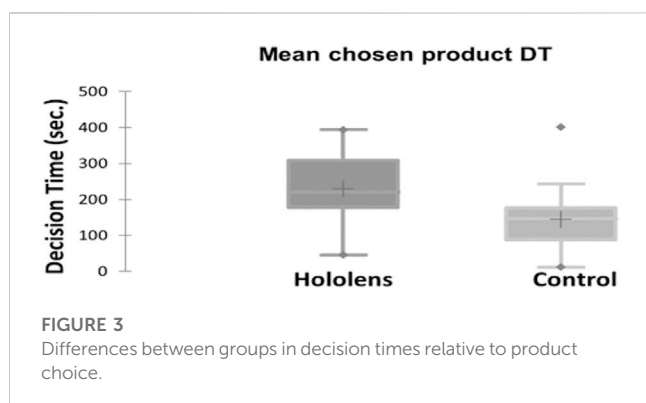 Mean chosen product DT
Decision Time (sec.)
500
400
300
200
100
0
Hololens
Control
FIGURE 3
Differences between groups in decision times relative to product
choice.